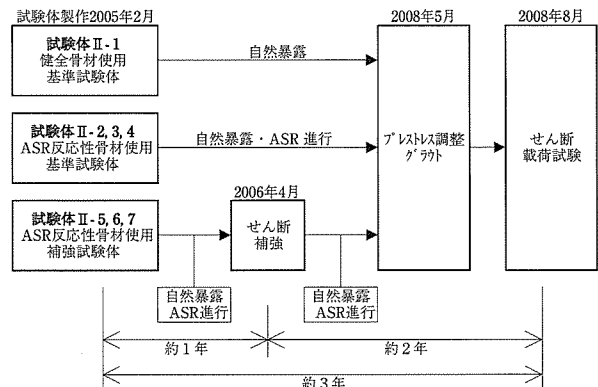 試験体製作2005年2月
2008年5月
2008年8月
試験体Ⅱ-1
健全骨材使用
基準試験体
自然暴露
試験体Ⅱ-2,3,4
ASR反応性骨材使用
基準試験体
自然暴露・ASR進行
プレストレス調整
グラウト
せん断
載荷試験
2006年4月
試験体Ⅱ-5,6,7
ASR反応性骨材使用
補強試験体
せん断
補強
自然暴露
ASR進行
自然暴露
ASR進行
約1年
約2年
約3年